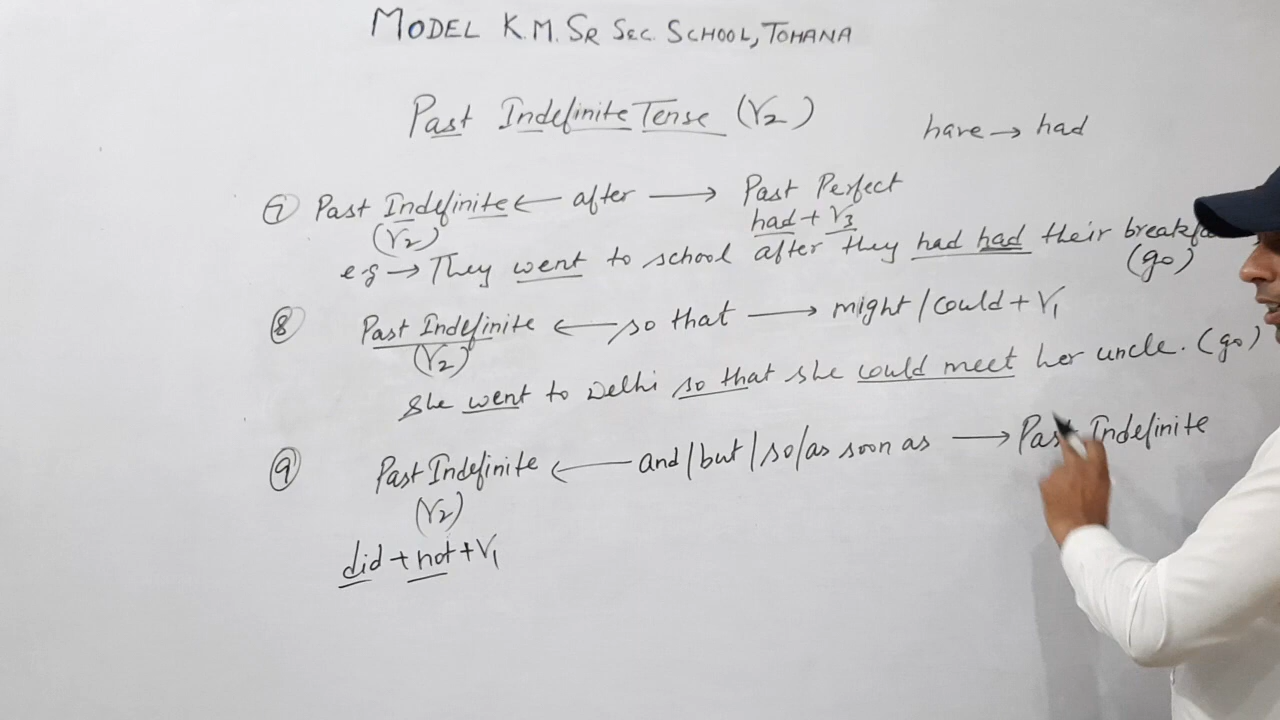 MODEL K.M. SR SEC. SCHOOL, TOHANA
Past Indefinite Tense (V₂)
have → had
⑦ Past Indefinite ← after → Past Perfect
(V₂) had + V₃
eg → They went to school after they had had their breakfa
(go)
⑧ Past Indefinite ← so that → might / could + V₁
(V₂)
She went to Delhi so that she could meet her uncle. (go)
⑨ Past Indefinite ← and / but / so / as soon as → Past Indefinite
(V₂)
did + not + V₁